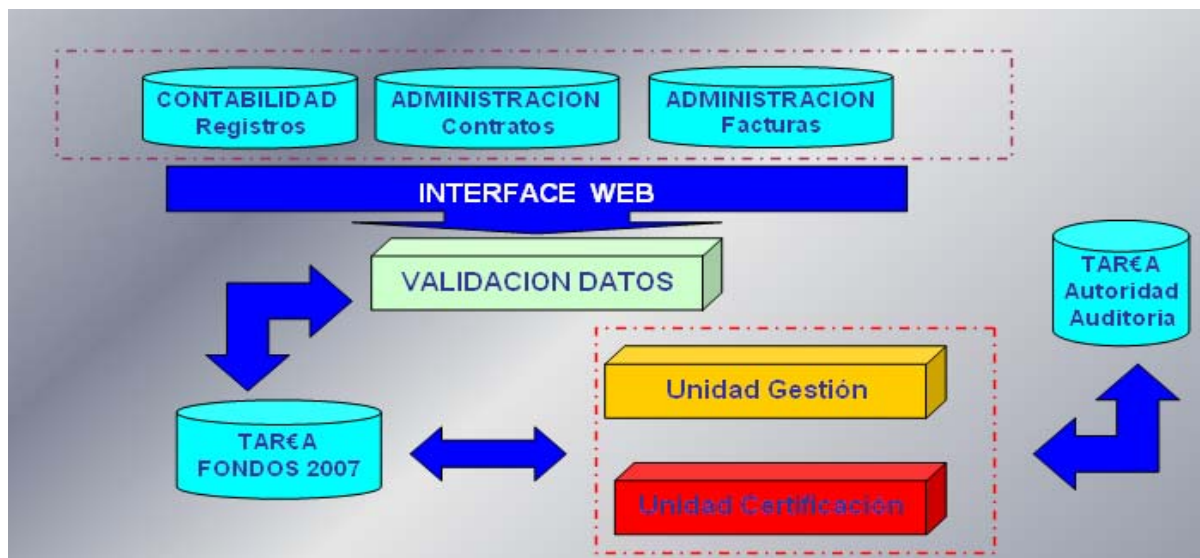 CONTABILIDAD
Registros
ADMINISTRACION
Contratos
ADMINISTRACION
Facturas
INTERFACE WEB
VALIDACION DATOS
TAR€A
Autoridad
Auditoria
Unidad Gestión
TAR€A
FONDOS 2007
Unidad Certificación